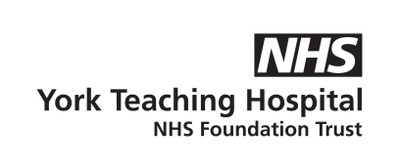 NHS
York Teaching Hospital
NHS Foundation Trust